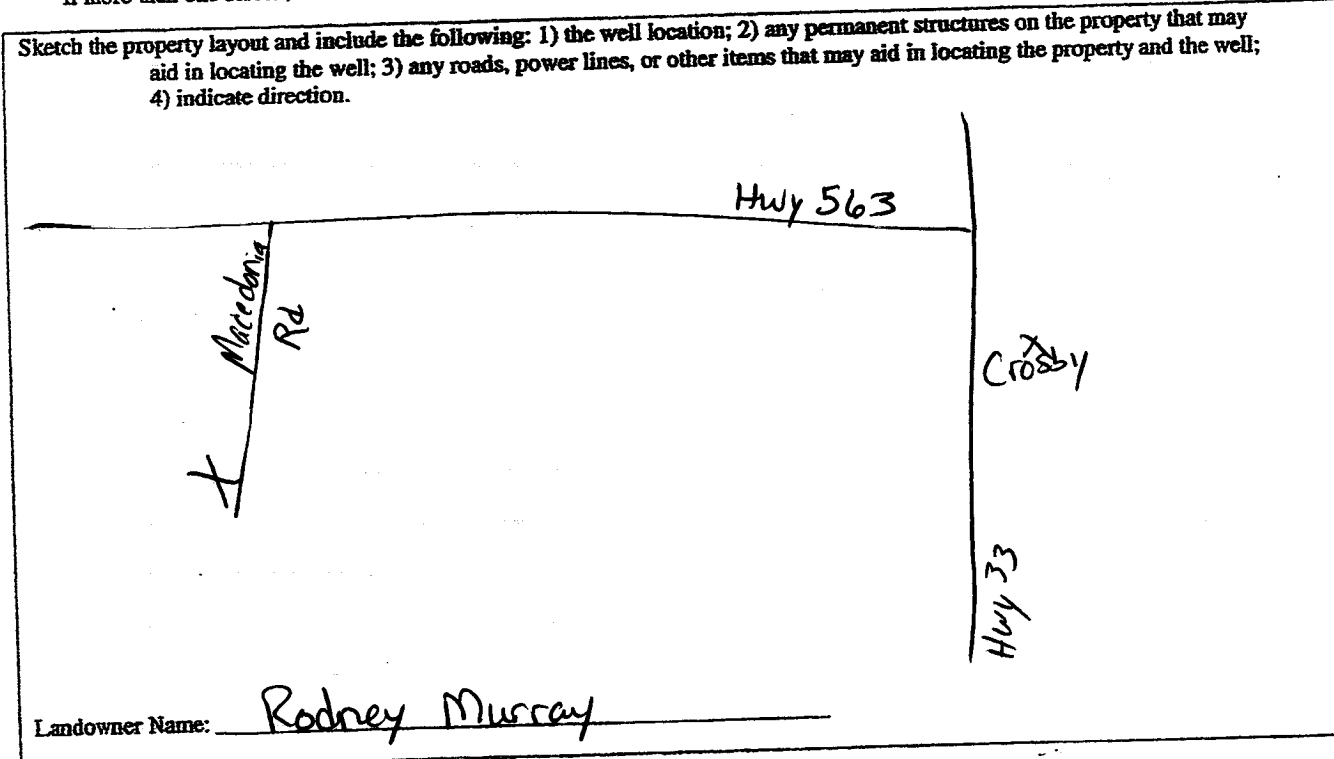 Sketch the property layout and include the following: 1) the well location; 2) any permanent structures on the property that may
aid in locating the well; 3) any roads, power lines, or other items that may aid in locating the property and the well;
4) indicate direction.
Hwy 563
Macedonia
Rd
X
x
Crosby
X
Hwy 33
Landowner Name: Rodney Murray